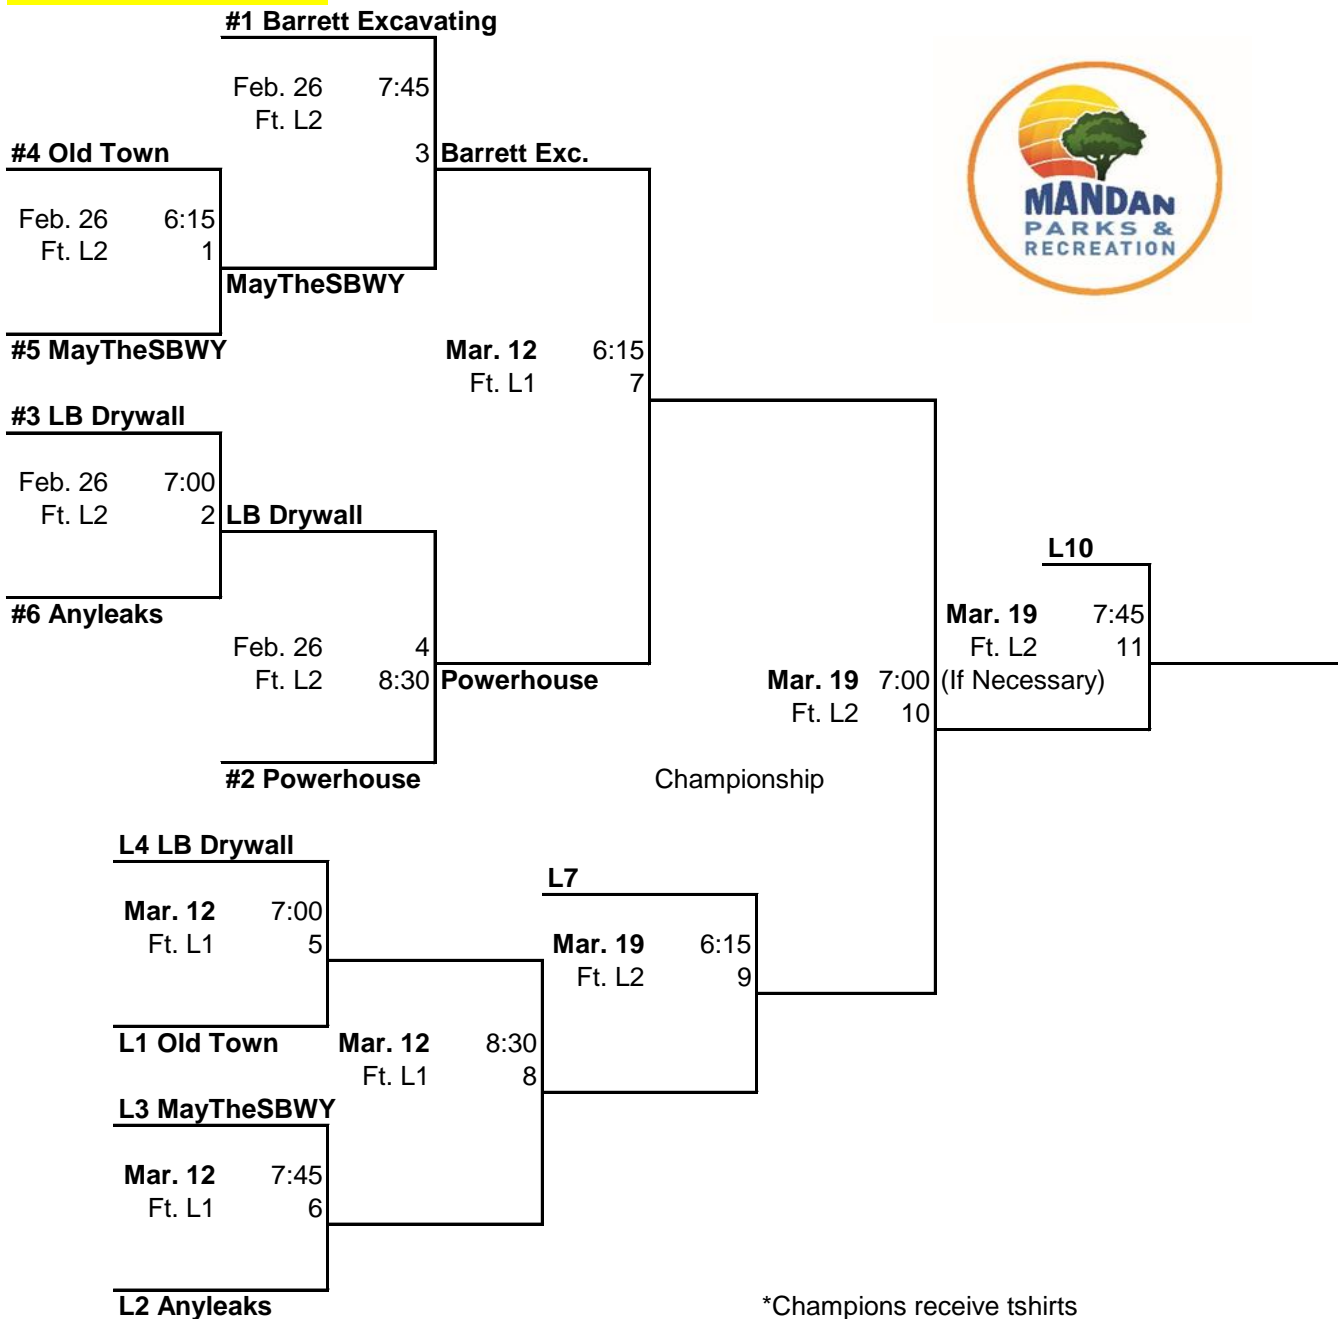 #1 Barrett Excavating
Feb. 26 7:45
Ft. L2
3
#4 Old Town
Barrett Exc.
Feb. 26 6:15
Ft. L2 1
MayTheSBWY
#5 MayTheSBWY
Mar. 12 6:15
Ft. L1 7
#3 LB Drywall
Feb. 26 7:00
Ft. L2 2
LB Drywall
#6 Anyleaks
Feb. 26 4
Ft. L2 8:30
Powerhouse
#2 Powerhouse
MANDAN
PARKS &
RECREATION
L10
Mar. 19 7:45
Ft. L2 11
Mar. 19 7:00 (If Necessary)
Ft. L2 10
Championship
L4 LB Drywall
Mar. 12 7:00
Ft. L1 5
L7
Mar. 19 6:15
Ft. L2 9
L1 Old Town
Mar. 12 8:30
Ft. L1 8
L3 MayTheSBWY
Mar. 12 7:45
Ft. L1 6
L2 Anyleaks
*Champions receive tshirts